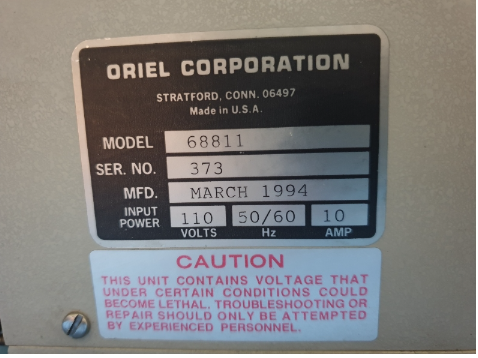 ORIEL CORPORATION
STRATFORD, CONN. 06497
Made in U.S.A.
MODEL 68811
SER. NO. 373
MFD. MARCH 1994
INPUT POWER 110 50/60 10
VOLTS Hz AMP
CAUTION
THIS UNIT CONTAINS VOLTAGE THAT
UNDER CERTAIN CONDITIONS COULD
BECOME LETHAL. TROUBLESHOOTING OR
REPAIR SHOULD ONLY BE ATTEMPTED
BY EXPERIENCED PERSONNEL.